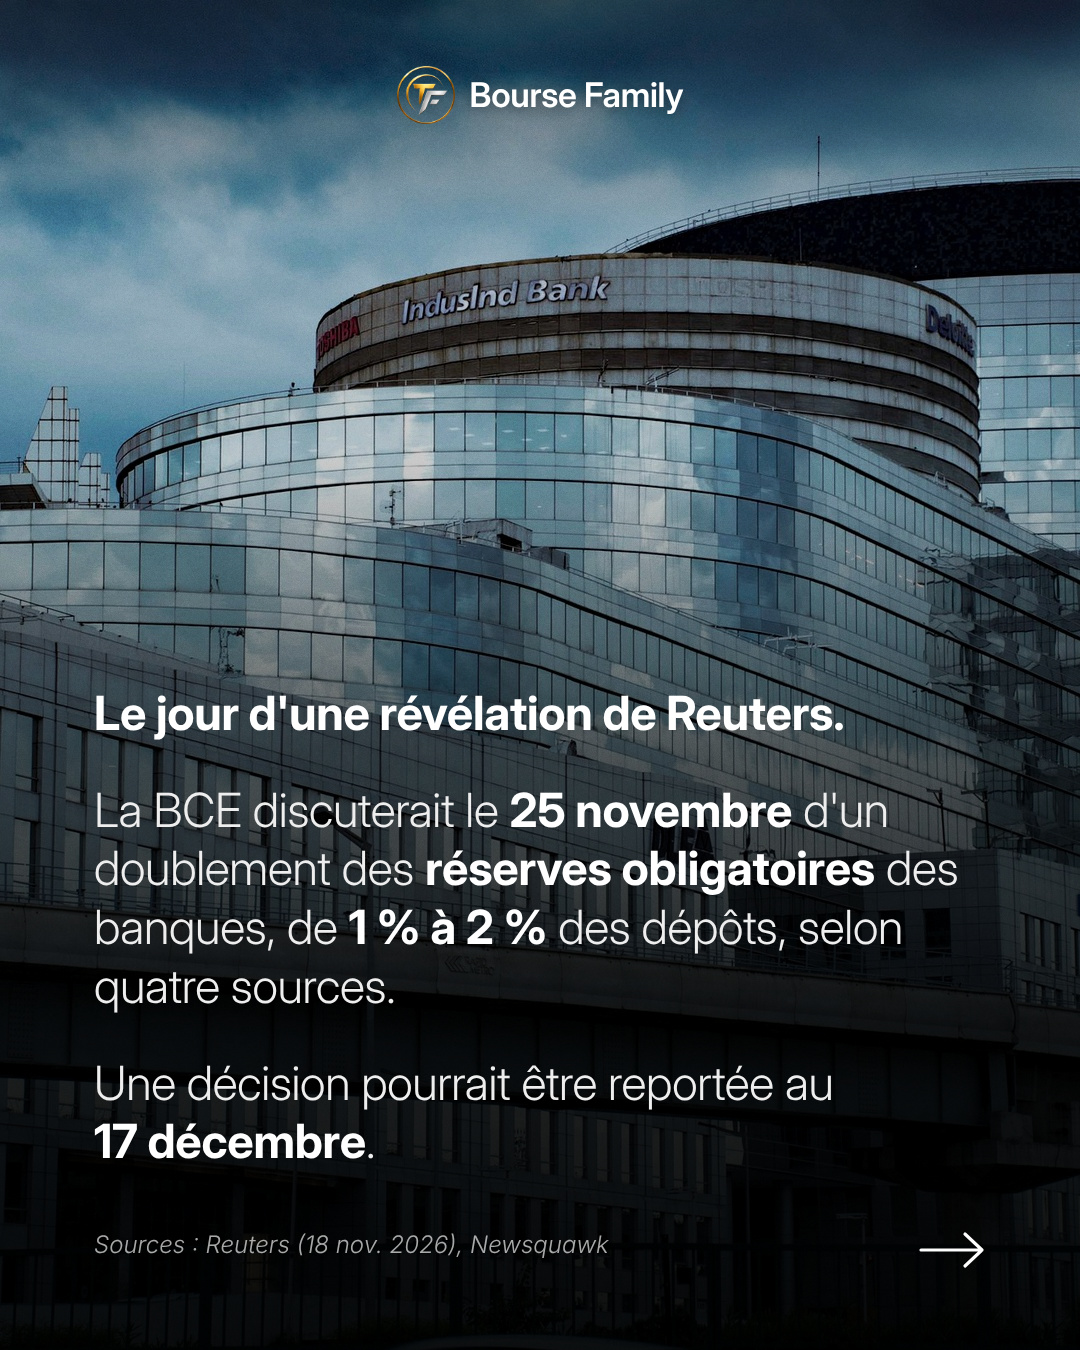 Bourse Family
IndusInd Bank
TOSHIBA
Deloitte
Le jour d'une révélation de Reuters.
La BCE discuterait le 25 novembre d'un
doublement des réserves obligatoires des
banques, de 1 % à 2 % des dépôts, selon
quatre sources.
Une décision pourrait être reportée au
17 décembre.
Sources : Reuters (18 nov. 2026), Newsquawk